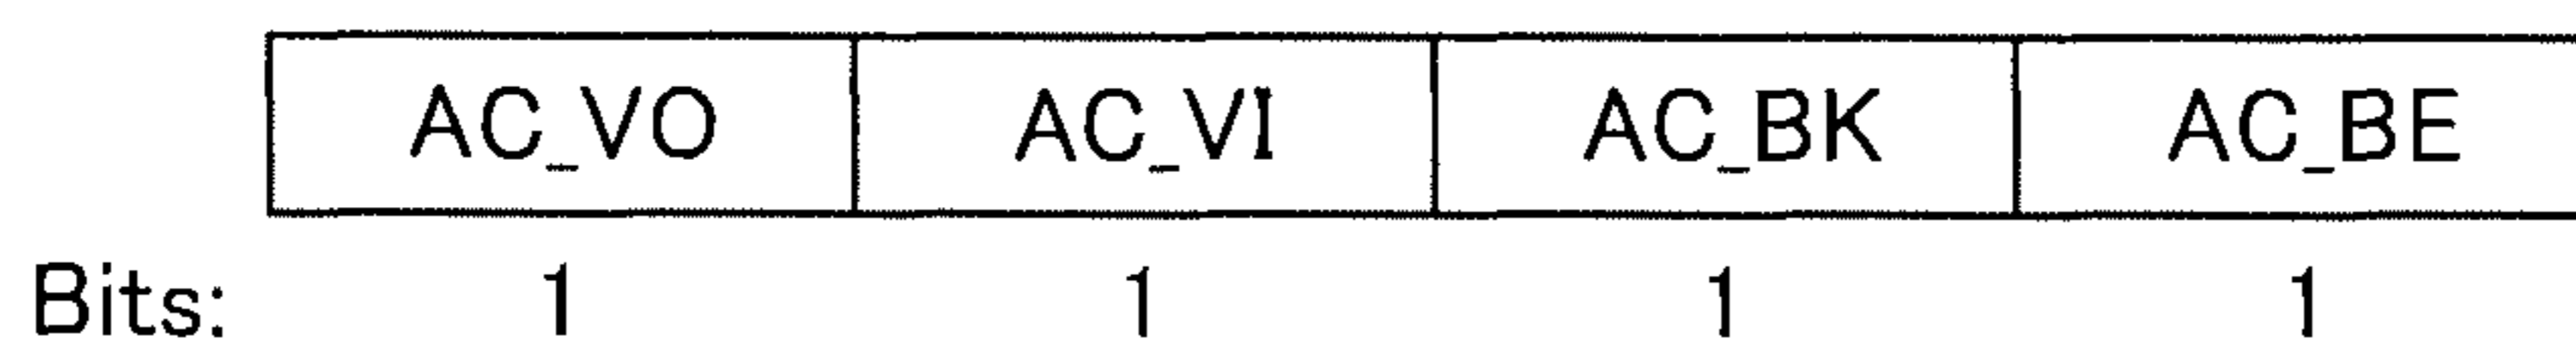 AC_VO AC_VI AC_BK AC_BE
Bits: 1 1 1 1